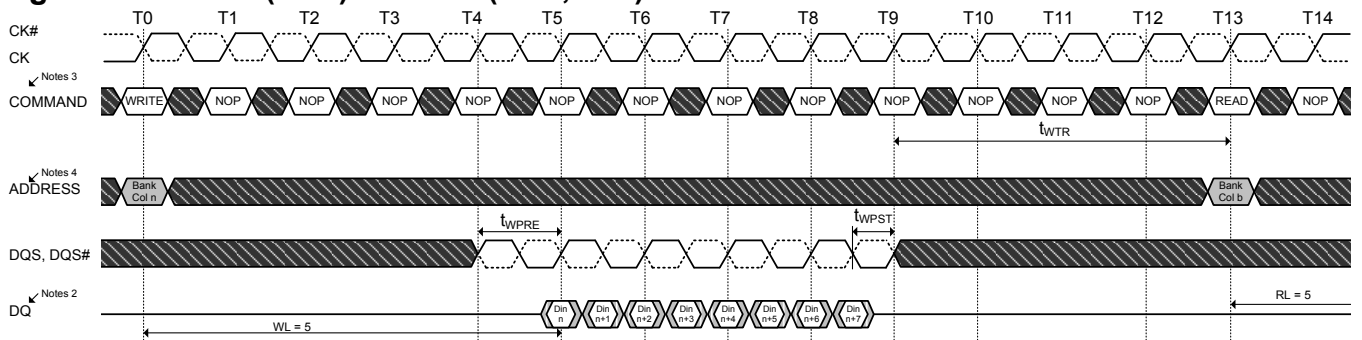 T0 T1 T2 T3 T4 T5 T6 T7 T8 T9 T10 T11 T12 T13 T14
CK#
CK
Notes 3
COMMAND WRITE NOP NOP NOP NOP NOP NOP NOP NOP NOP NOP NOP NOP READ NOP
tWTR
Notes 4
ADDRESS
Bank
Col n
Bank
Col b
tWPRE
tWPST
DQS, DQS#
Notes 2
DQ
Din
n
Din
n+1
Din
n+2
Din
n+3
Din
n+4
Din
n+5
Din
n+6
Din
n+7
WL = 5
RL = 5